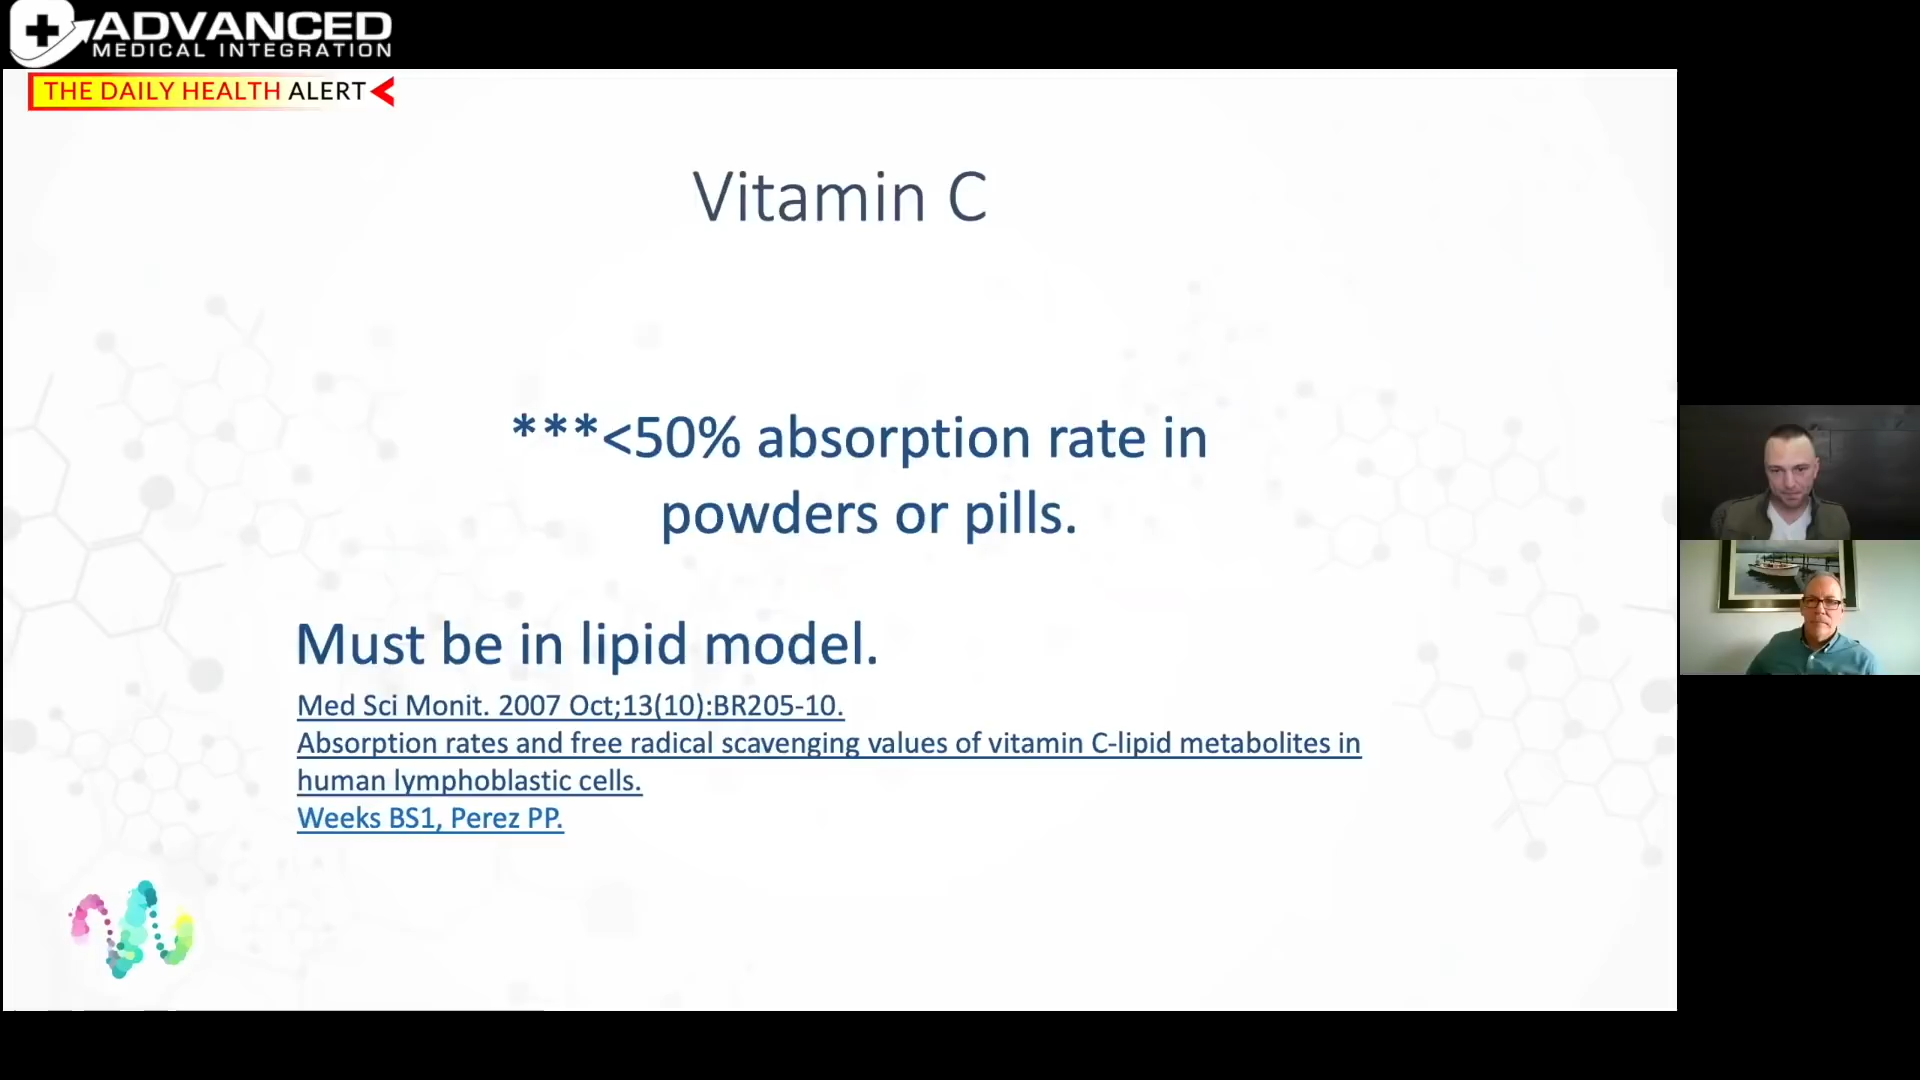 ADVANCED
MEDICAL INTEGRATION
THE DAILY HEALTH ALERT
Vitamin C
***<50% absorption rate in
powders or pills.
Must be in lipid model.
Med Sci Monit. 2007 Oct;13(10):BR205-10.
Absorption rates and free radical scavenging values of vitamin C-lipid metabolites in
human lymphoblastic cells.
Weeks BS1, Perez PP.